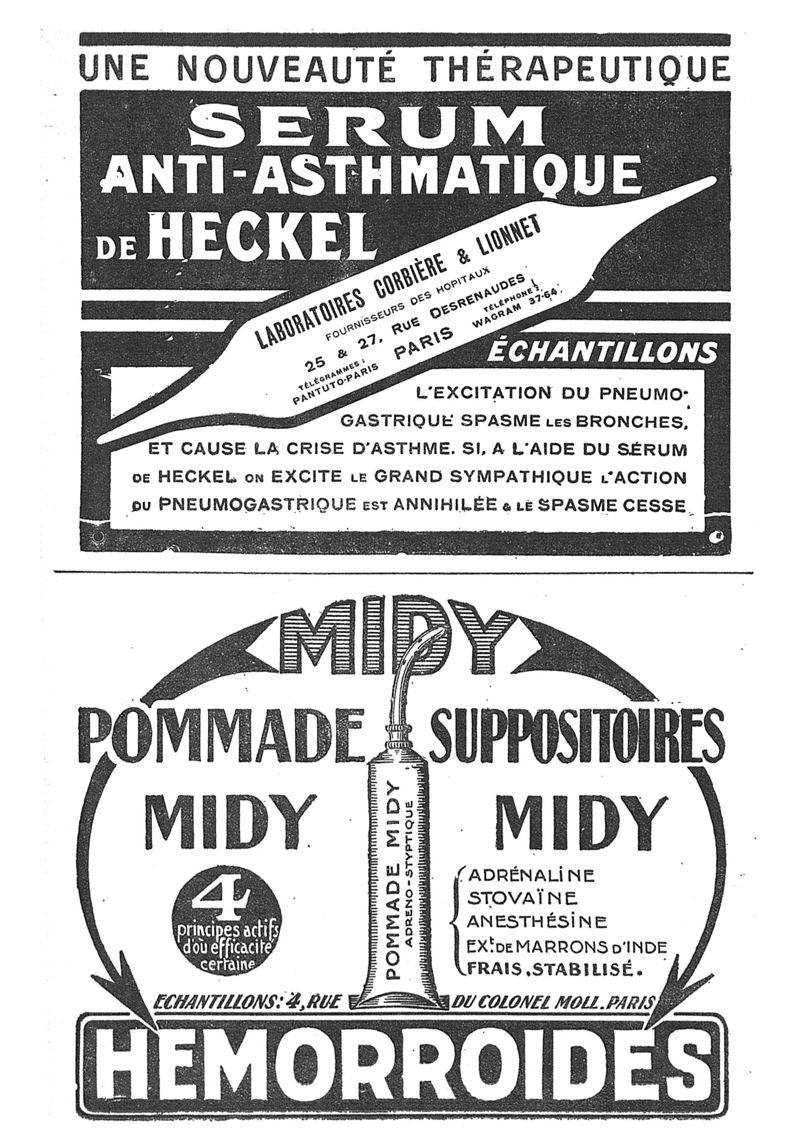 UNE NOUVEAUTÉ THÉRAPEUTIQUE
SERUM
ANTI-ASTHMATIQUE
DE HECKEL
LABORATOIRES CORBIÈRE & LIONNET
FOURNISSEURS DES HOPITAUX
25 & 27, RUE DESRENAUDES
TÉLÉGRAMMES:
PANTUTO-PARIS
PARIS
TÉLÉPHONE:
WAGRAM 37-64
ÉCHANTILLONS
L'EXCITATION DU PNEUMO-
GASTRIQUE SPASME LES BRONCHES,
ET CAUSE LA CRISE D'ASTHME. SI, A L'AIDE DU SÉRUM
DE HECKEL ON EXCITE LE GRAND SYMPATHIQUE L'ACTION
DU PNEUMOGASTRIQUE EST ANNIHILÉE & LE SPASME CESSE
MIDY
POMMADE
MIDY
SUPPOSITOIRES
MIDY
POMMADE MIDY
ADRENO-STYPTIQUE
4
principes actifs
d'où efficacité
certaine
ADRÉNALINE
STOVAÏNE
ANESTHÉSINE
EXt. DE MARRONS D'INDE
FRAIS, STABILISÉ.
ECHANTILLONS: 4, RUE DU COLONEL MOLL. PARIS
HEMORROIDES